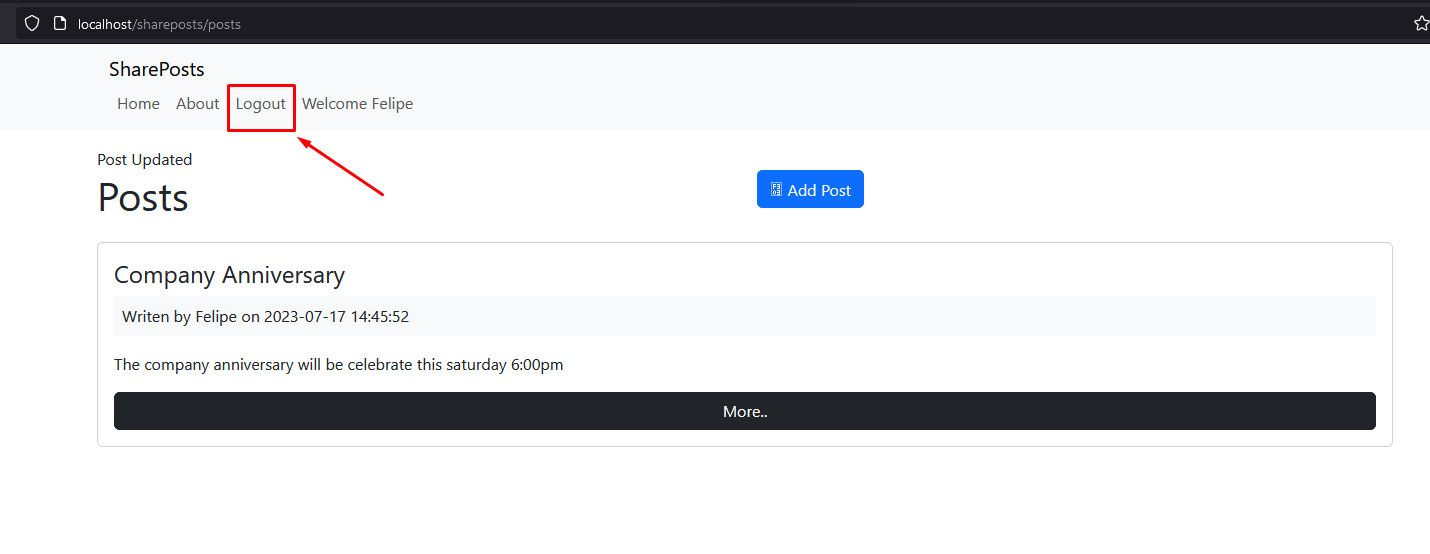 localhost/shareposts/posts
SharePosts
Home About Logout Welcome Felipe
Post Updated
Posts
Add Post
Company Anniversary
Writen by Felipe on 2023-07-17 14:45:52
The company anniversary will be celebrate this saturday 6:00pm
More..